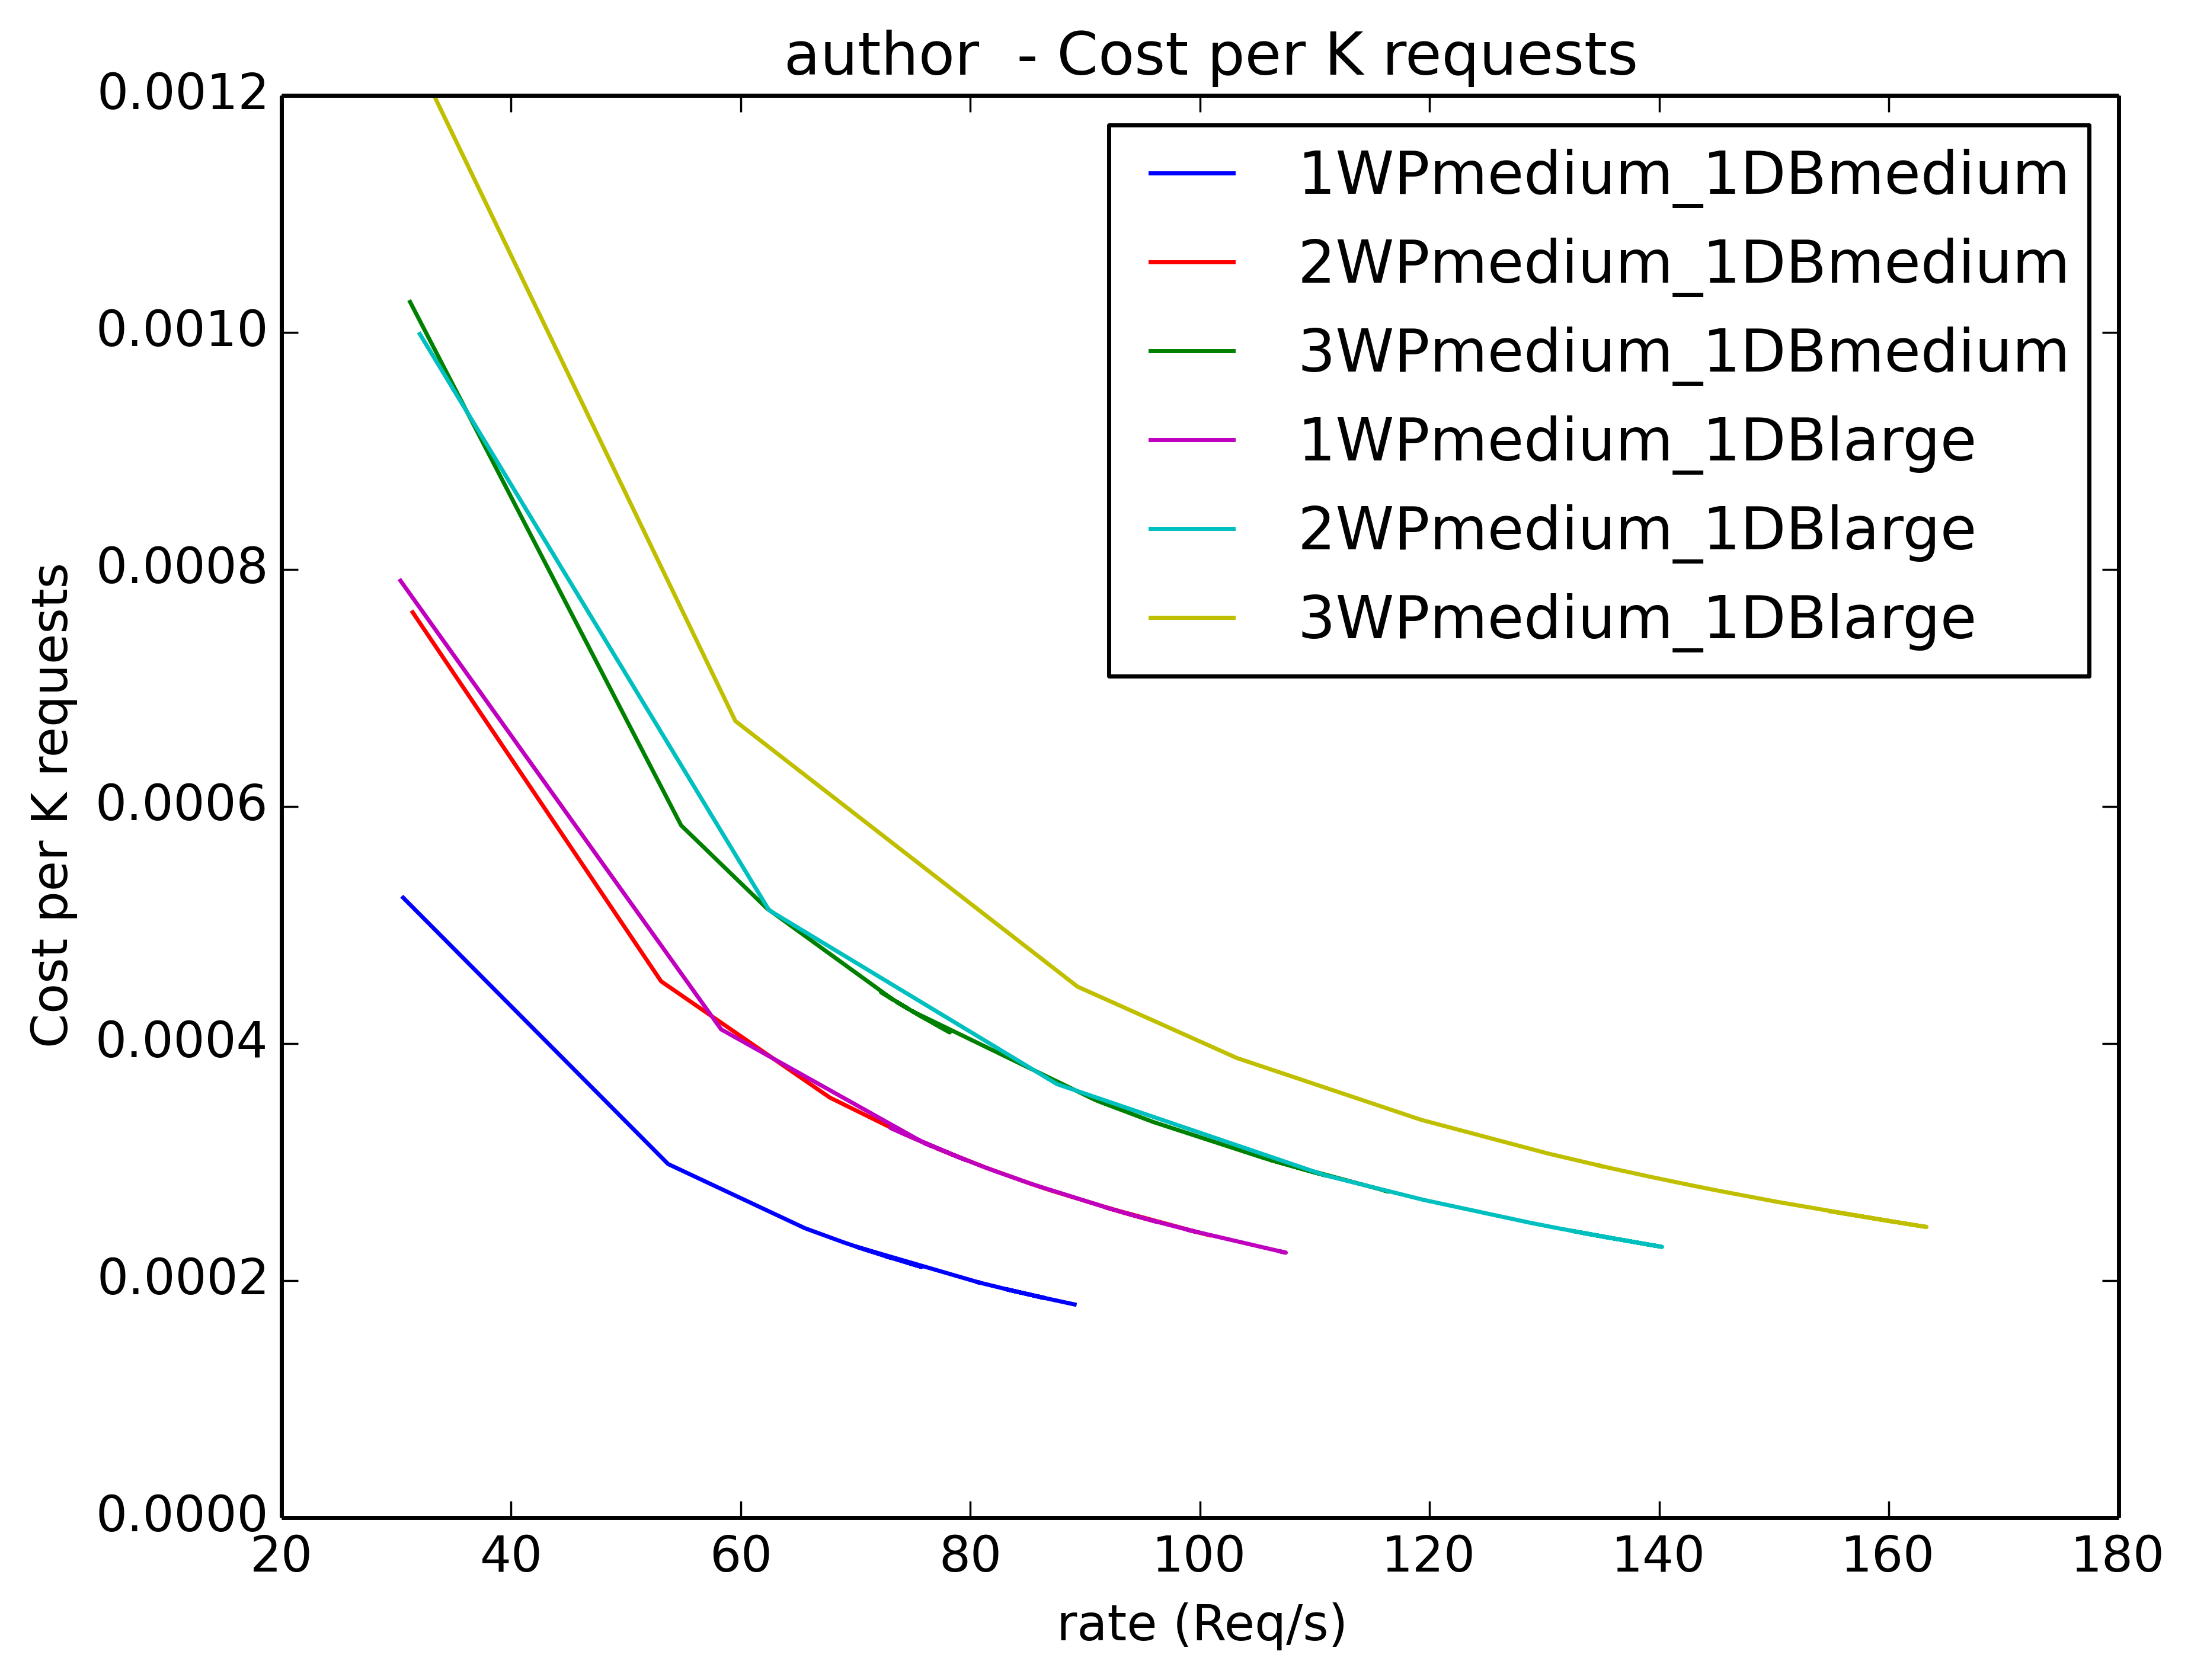 author  - Cost per K requests
0.0012
0.0010
0.0008
0.0006
0.0004
0.0002
0.0000
Cost per K requests
1WPmedium_1DBmedium
2WPmedium_1DBmedium
3WPmedium_1DBmedium
1WPmedium_1DBlarge
2WPmedium_1DBlarge
3WPmedium_1DBlarge
20 40 60 80 100 120 140 160 180
rate (Req/s)